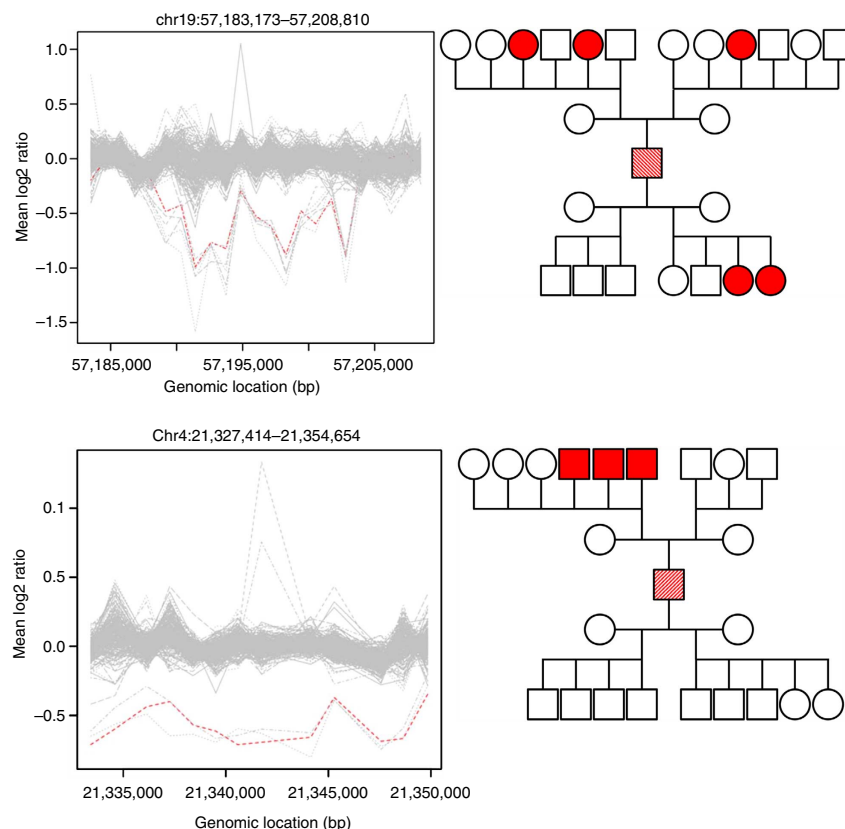 chr19:57,183,173–57,208,810
1.0
0.5
0.0
−0.5
−1.0
−1.5
Mean log2 ratio
57,185,000 57,195,000 57,205,000
Genomic location (bp)
Chr4:21,327,414–21,354,654
0.1
0.5
0.0
−0.5
Mean log2 ratio
21,335,000 21,340,000 21,345,000 21,350,000
Genomic location (bp)